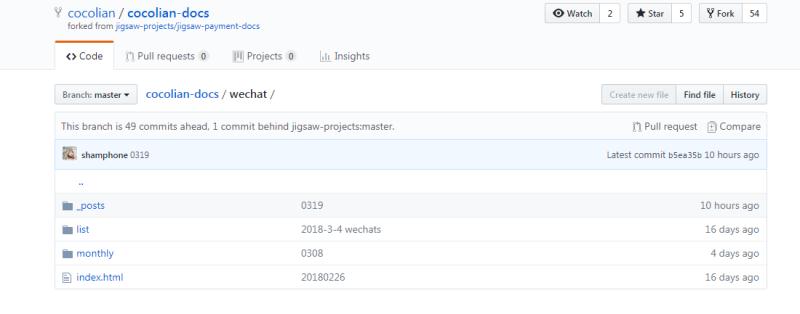 cocolian / cocolian-docs
forked from jigsaw-projects/jigsaw-payment-docs
Watch 2 Star 5 Fork 54
Code Pull requests 0 Projects 0 Insights
Branch: master cocolian-docs / wechat / Create new file Find file History
This branch is 49 commits ahead, 1 commit behind jigsaw-projects:master. Pull request Compare
shamphone 0319 Latest commit b5ea35b 10 hours ago
..
_posts 0319 10 hours ago
list 2018-3-4 wechats 16 days ago
monthly 0308 4 days ago
index.html 20180226 16 days ago